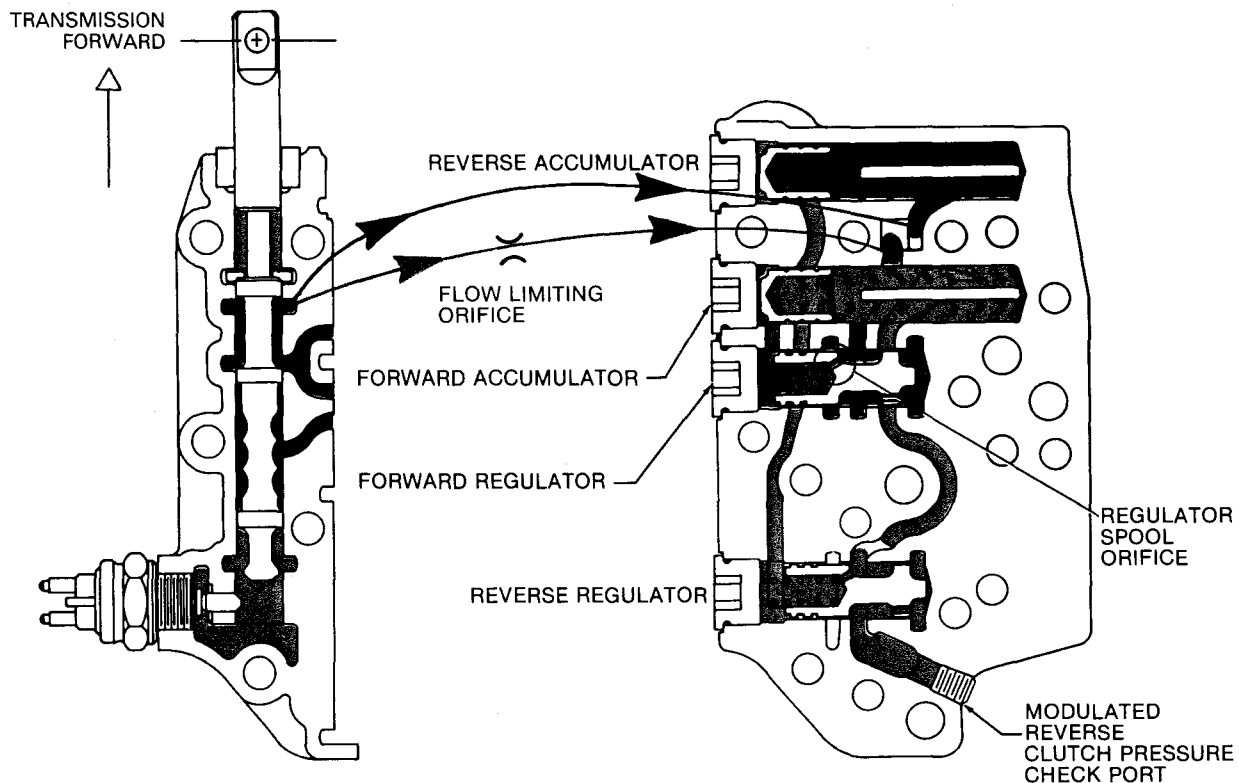 TRANSMISSION
FORWARD
REVERSE ACCUMULATOR
FLOW LIMITING
ORIFICE
FORWARD ACCUMULATOR
FORWARD REGULATOR
REGULATOR
SPOOL
ORIFICE
REVERSE REGULATOR
MODULATED
REVERSE
CLUTCH PRESSURE
CHECK PORT